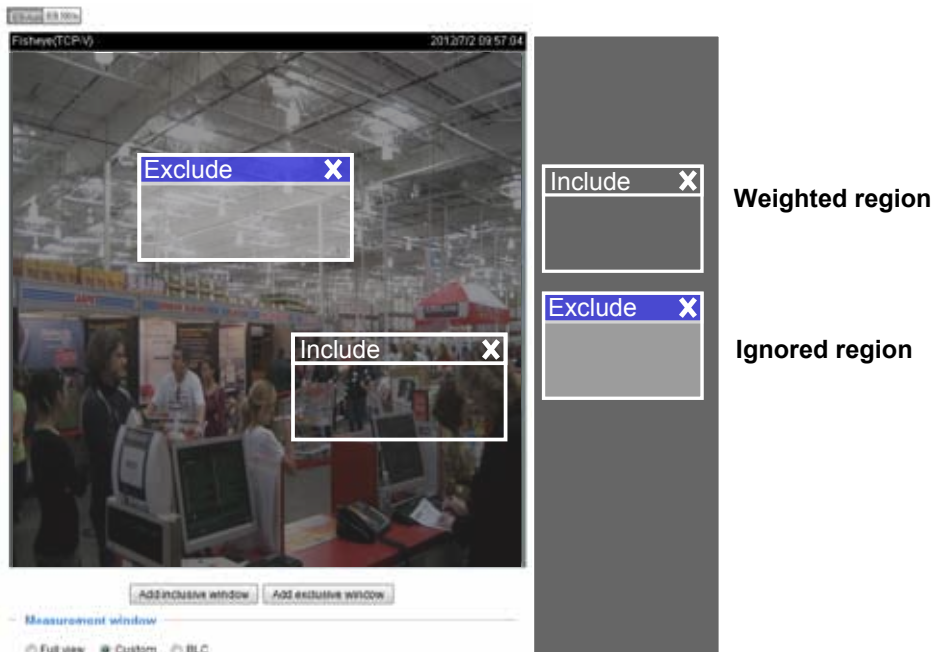 Fisheye(TCP-V) 2012/7/2 09:57:04
Exclude
Include
Weighted region
Exclude
Ignored region
Include
Add inclusive window Add exclusive window
Measurement window
Full view Custom BLC